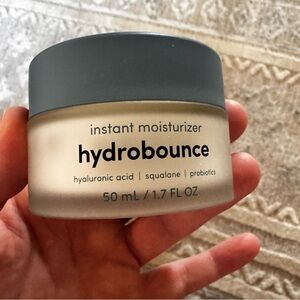 instant moisturizer
hydrobounce
hyaluronic acid | squalane | probiotics
50 mL / 1.7 FL OZ